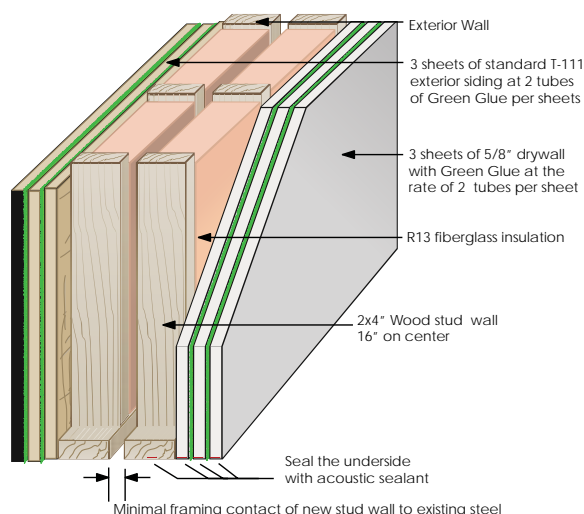 Exterior Wall
3 sheets of standard T-111
exterior siding at 2 tubes
of Green Glue per sheets
3 sheets of 5/8" drywall
with Green Glue at the
rate of 2 tubes per sheet
R13 fiberglass insulation
2x4" Wood stud wall
16" on center
Seal the underside
with acoustic sealant
Minimal framing contact of new stud wall to existing steel